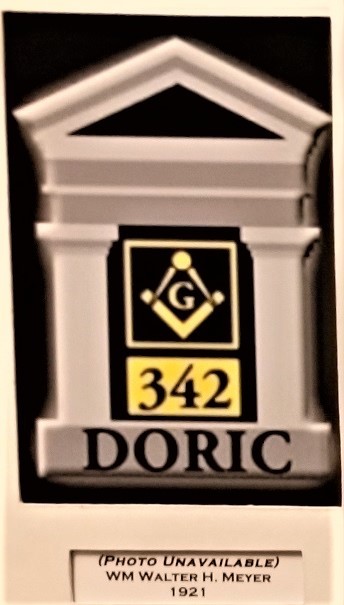 G
342
DORIC
(PHOTO UNAVAILABLE)
WM WALTER H. MEYER
1921